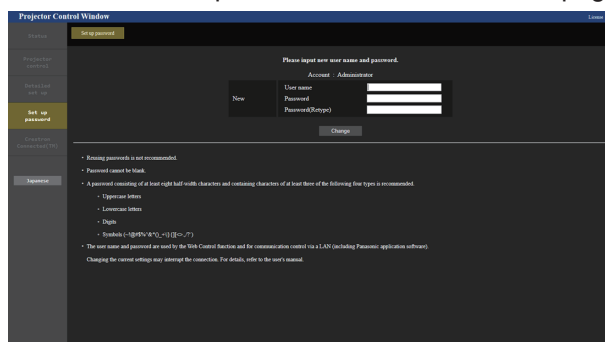 Projector Control Window
License
Status
Set up password
Projector control
Detailed set up
Set up password
Crestron Connected(TM)
Japanese
Please input new user name and password.
Account : Administrator
New
User name
Password
Password(Retype)
Change
・ Reusing passwords is not recommended.
・ Password cannot be blank.
・ A password consisting of at least eight half-width characters and containing characters of at least three of the following four types is recommended.
・ Uppercase letters
・ Lowercase letters
・ Digits
・ Symbols
・ The user name and password are used by the Web Control function and for communication control via a LAN (including Panasonic application software).
Changing the current settings may interrupt the connection. For details, refer to the user's manual.